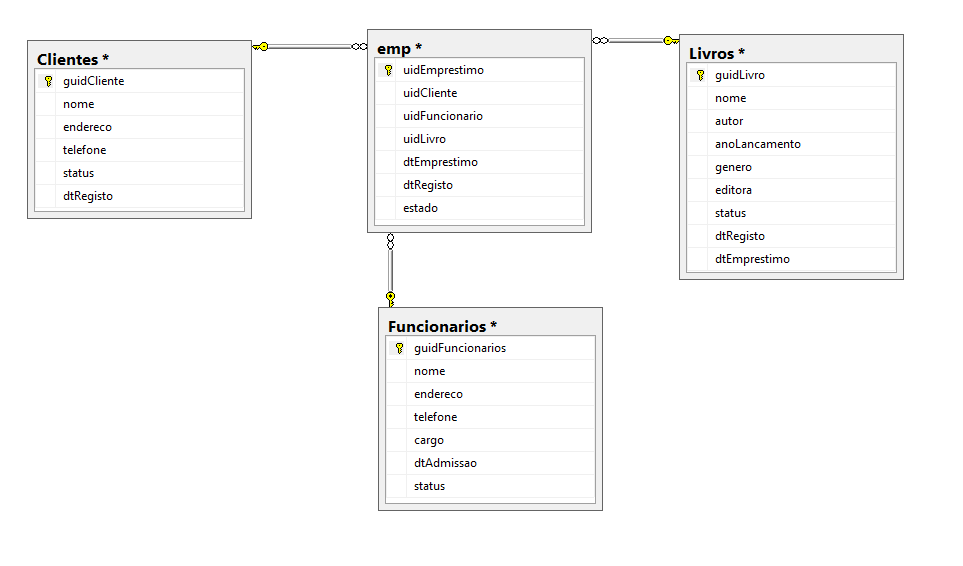 Clientes *
guidCliente
nome
endereco
telefone
status
dtRegisto
emp *
uidEmprestimo
uidCliente
uidFuncionario
uidLivro
dtEmprestimo
dtRegisto
estado
Livros *
guidLivro
nome
autor
anoLancamento
genero
editora
status
dtRegisto
dtEmprestimo
Funcionarios *
guidFuncionarios
nome
endereco
telefone
cargo
dtAdmissao
status